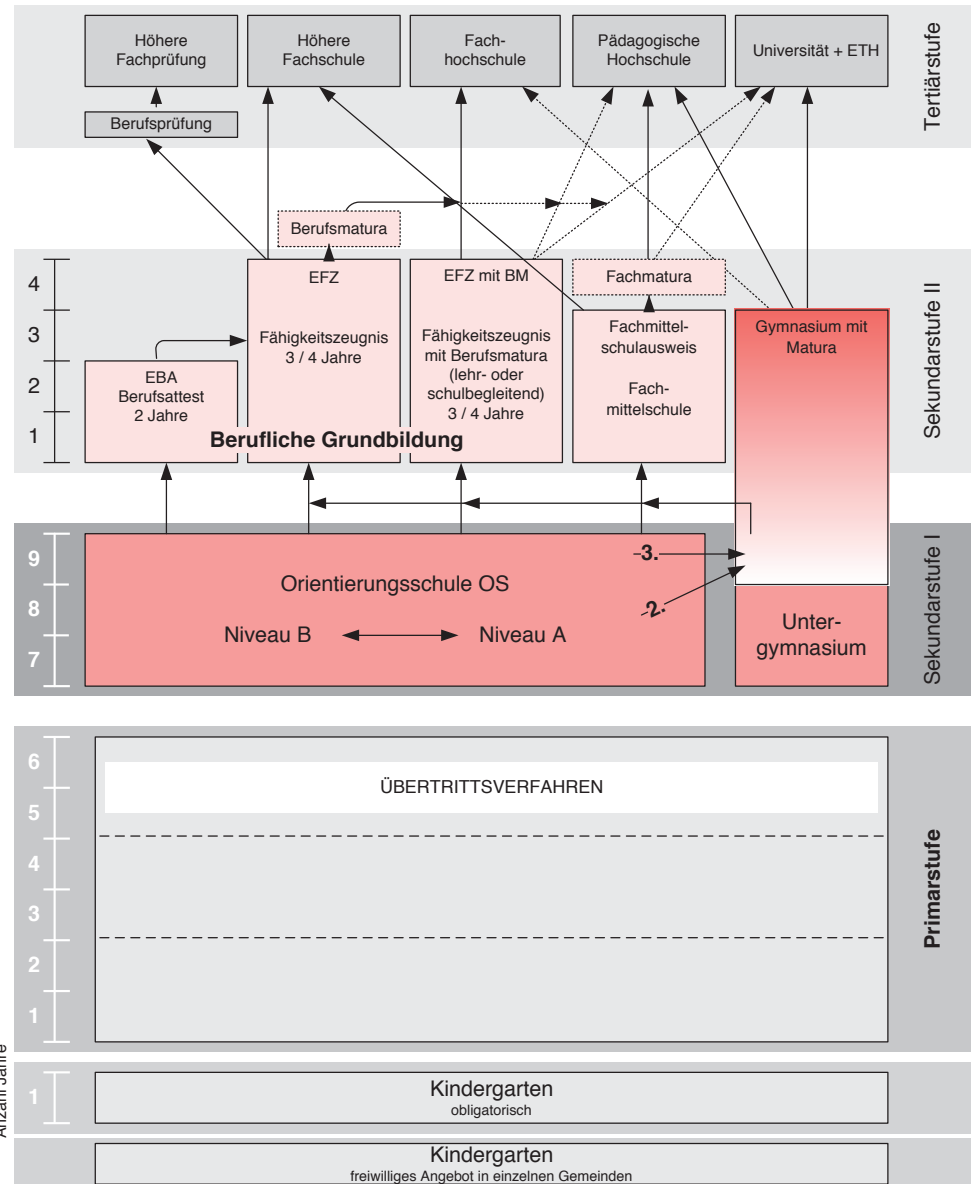 Höhere
Fachprüfung
Höhere
Fachschule
Fach-
hochschule
Pädagogische
Hochschule
Universität + ETH
Berufsprüfung
Tertiärstufe
Berufsmatura
4
3
2
1
EFZ
Fähigkeitszeugnis
3 / 4 Jahre
EFZ mit BM
Fähigkeitszeugnis
mit Berufsmatura
(lehr- oder
schulbegleitend)
3 / 4 Jahre
Fachmatura
Fachmittel-
schulausweis
Fach-
mittelschule
Gymnasium mit
Matura
EBA
Berufsattest
2 Jahre
Berufliche Grundbildung
Sekundarstufe II
9
8
7
Orientierungsschule OS
Niveau B
Niveau A
3.
2.
Unter-
gymnasium
Sekundarstufe I
6
5
4
3
2
1
ÜBERTRITTSVERFAHREN
Primarstufe
Anzahl Jahre
1
Kindergarten
obligatorisch
Kindergarten
freiwilliges Angebot in einzelnen Gemeinden